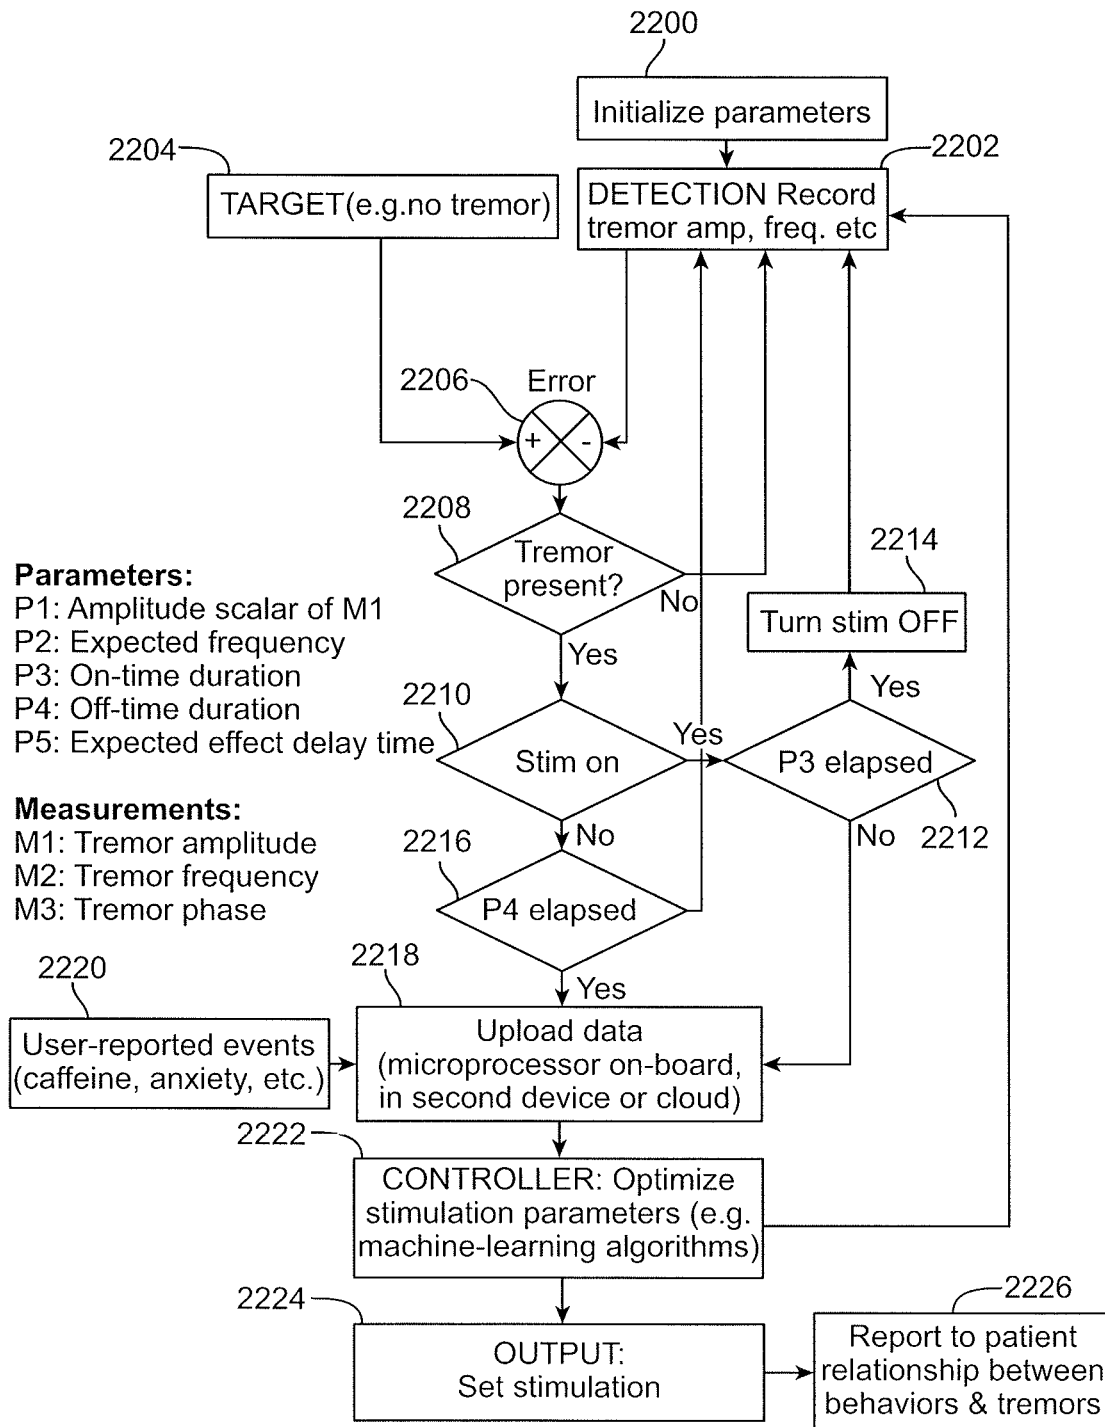 2200
Initialize parameters
2204
2202
TARGET(e.g.no tremor)
DETECTION Record
tremor amp, freq. etc
2206
Error
+
-
2208
Tremor
present?
No
2214
Turn stim OFF
Parameters:
P1: Amplitude scalar of M1
P2: Expected frequency
P3: On-time duration
P4: Off-time duration
P5: Expected effect delay time
Yes
2210
Stim on
Yes
Yes
P3 elapsed
2212
No
No
Measurements:
M1: Tremor amplitude
M2: Tremor frequency
M3: Tremor phase
2216
P4 elapsed
Yes
2220
User-reported events
(caffeine, anxiety, etc.)
2218
Upload data
(microprocessor on-board,
in second device or cloud)
2222
CONTROLLER: Optimize
stimulation parameters (e.g.
machine-learning algorithms)
2224
OUTPUT:
Set stimulation
2226
Report to patient
relationship between
behaviors & tremors